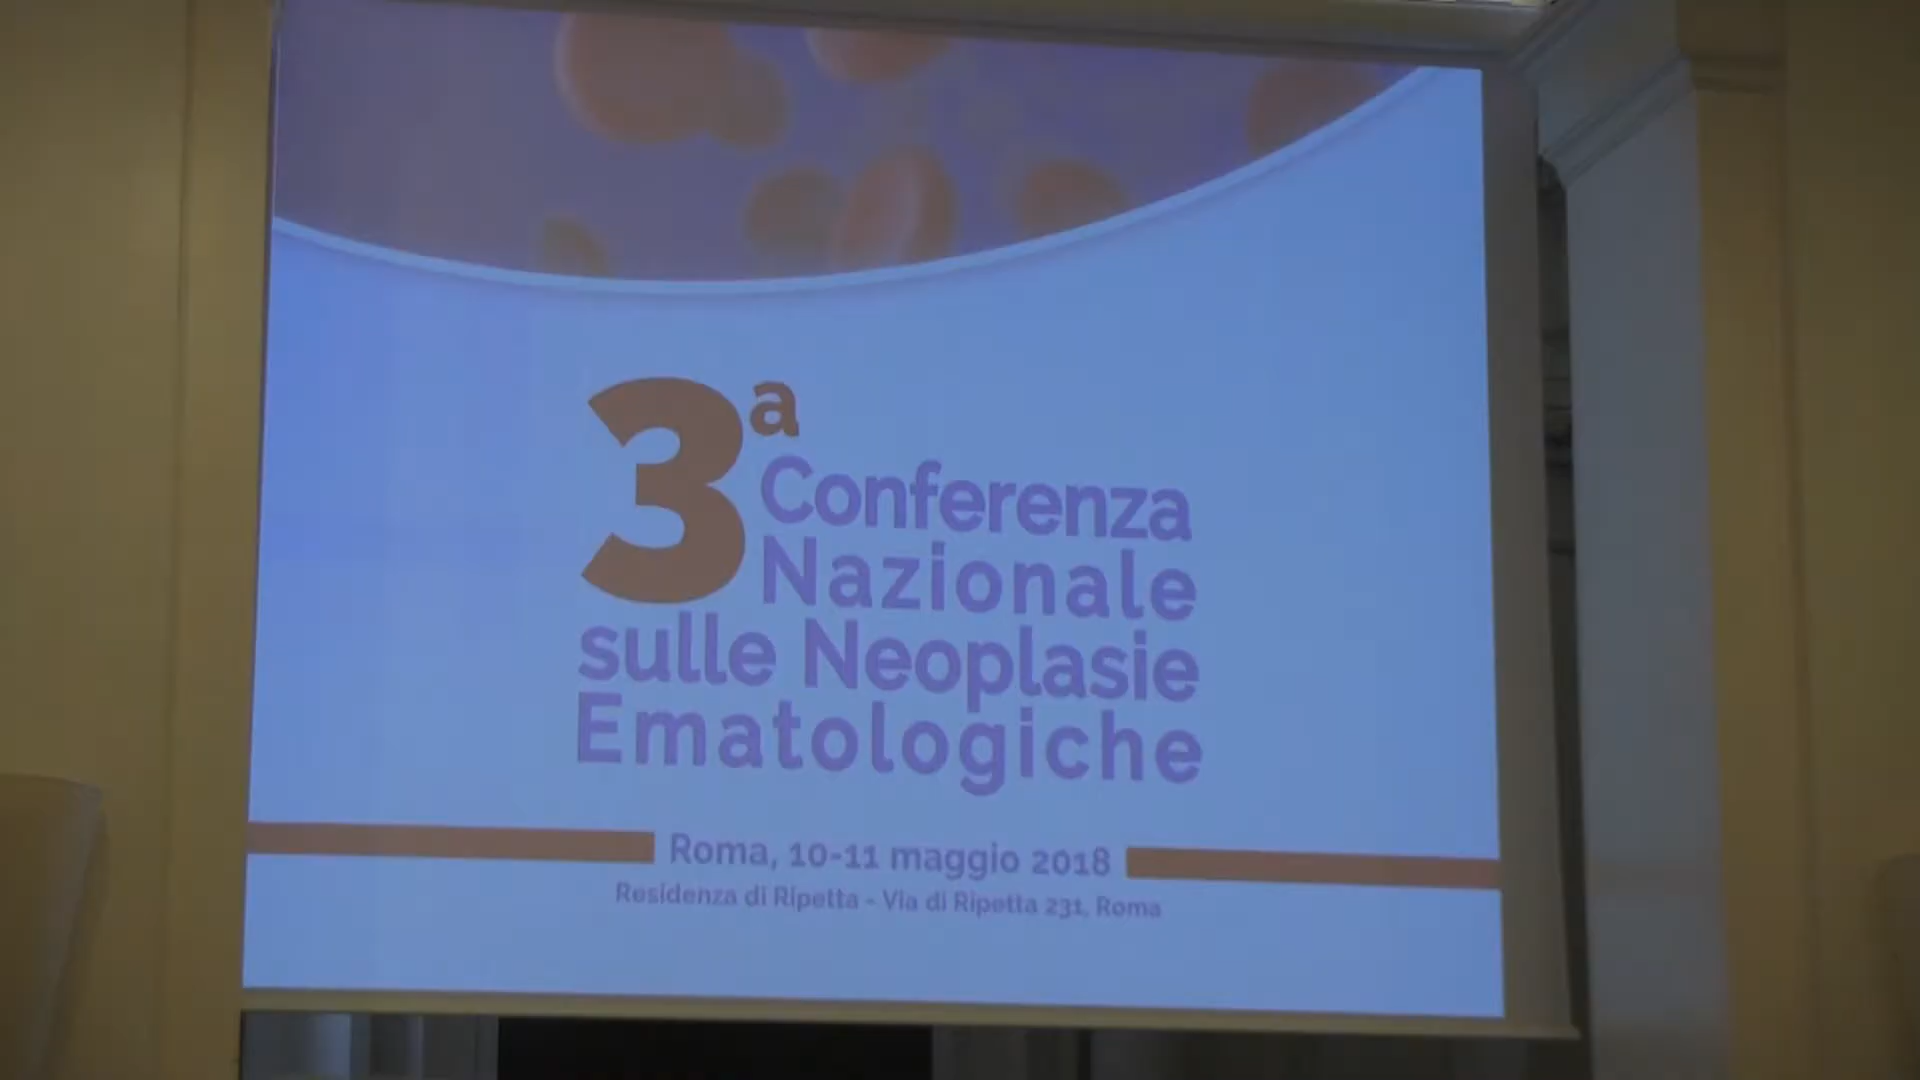 3ª Conferenza
Nazionale
sulle Neoplasie
Ematologiche
Roma, 10-11 maggio 2018
Residenza di Ripetta - Via di Ripetta 231, Roma